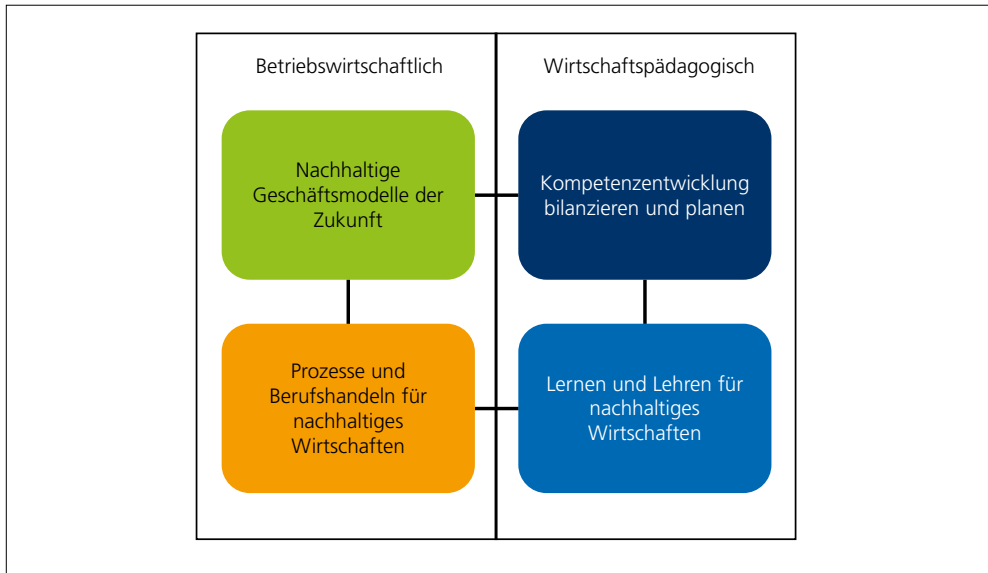 Betriebswirtschaftlich
Wirtschaftspädagogisch
Nachhaltige
Geschäftsmodelle der
Zukunft
Kompetenzentwicklung
bilanzieren und planen
Prozesse und
Berufshandeln für
nachhaltiges
Wirtschaften
Lernen und Lehren für
nachhaltiges
Wirtschaften